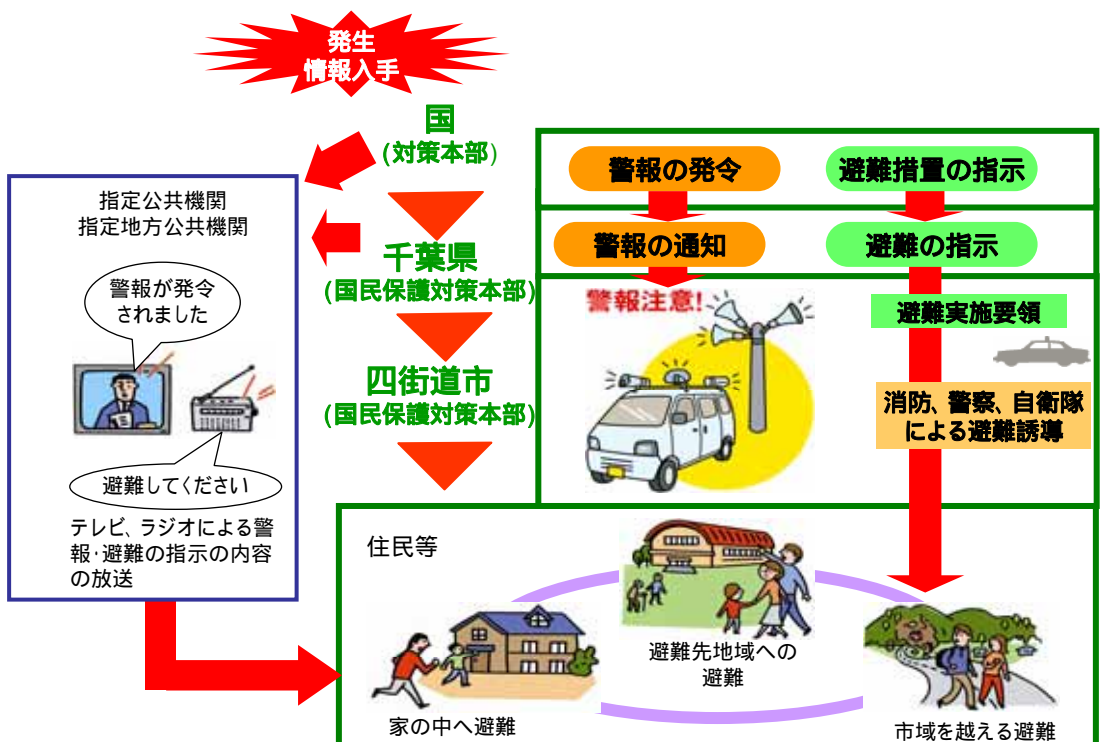 発生
情報入手
国
(対策本部)
警報の発令
避難措置の指示
指定公共機関
指定地方公共機関
千葉県
(国民保護対策本部)
警報の通知
避難の指示
警報が発令
されました
警報注意!
避難実施要領
四街道市
(国民保護対策本部)
消防、警察、自衛隊
による避難誘導
避難してください
テレビ、ラジオによる警
報・避難の指示の内容
の放送
住民等
避難先地域への
避難
家の中へ避難
市域を越える避難